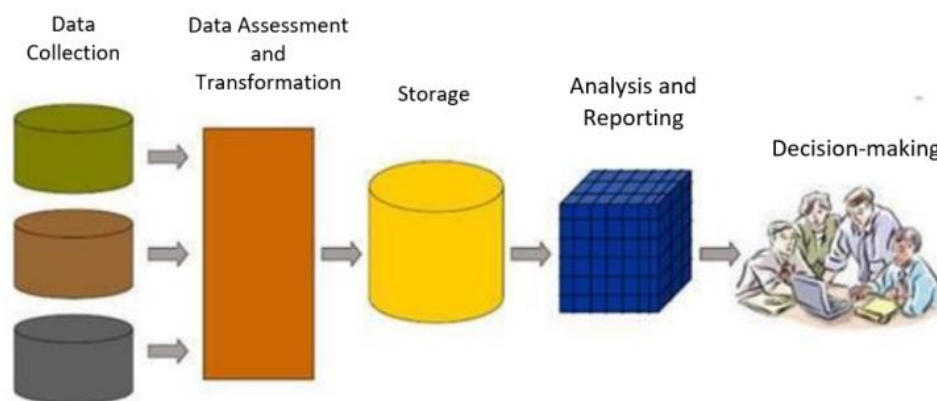 Data
Collection
Data Assessment
and
Transformation
Storage
Analysis and
Reporting
Decision-making